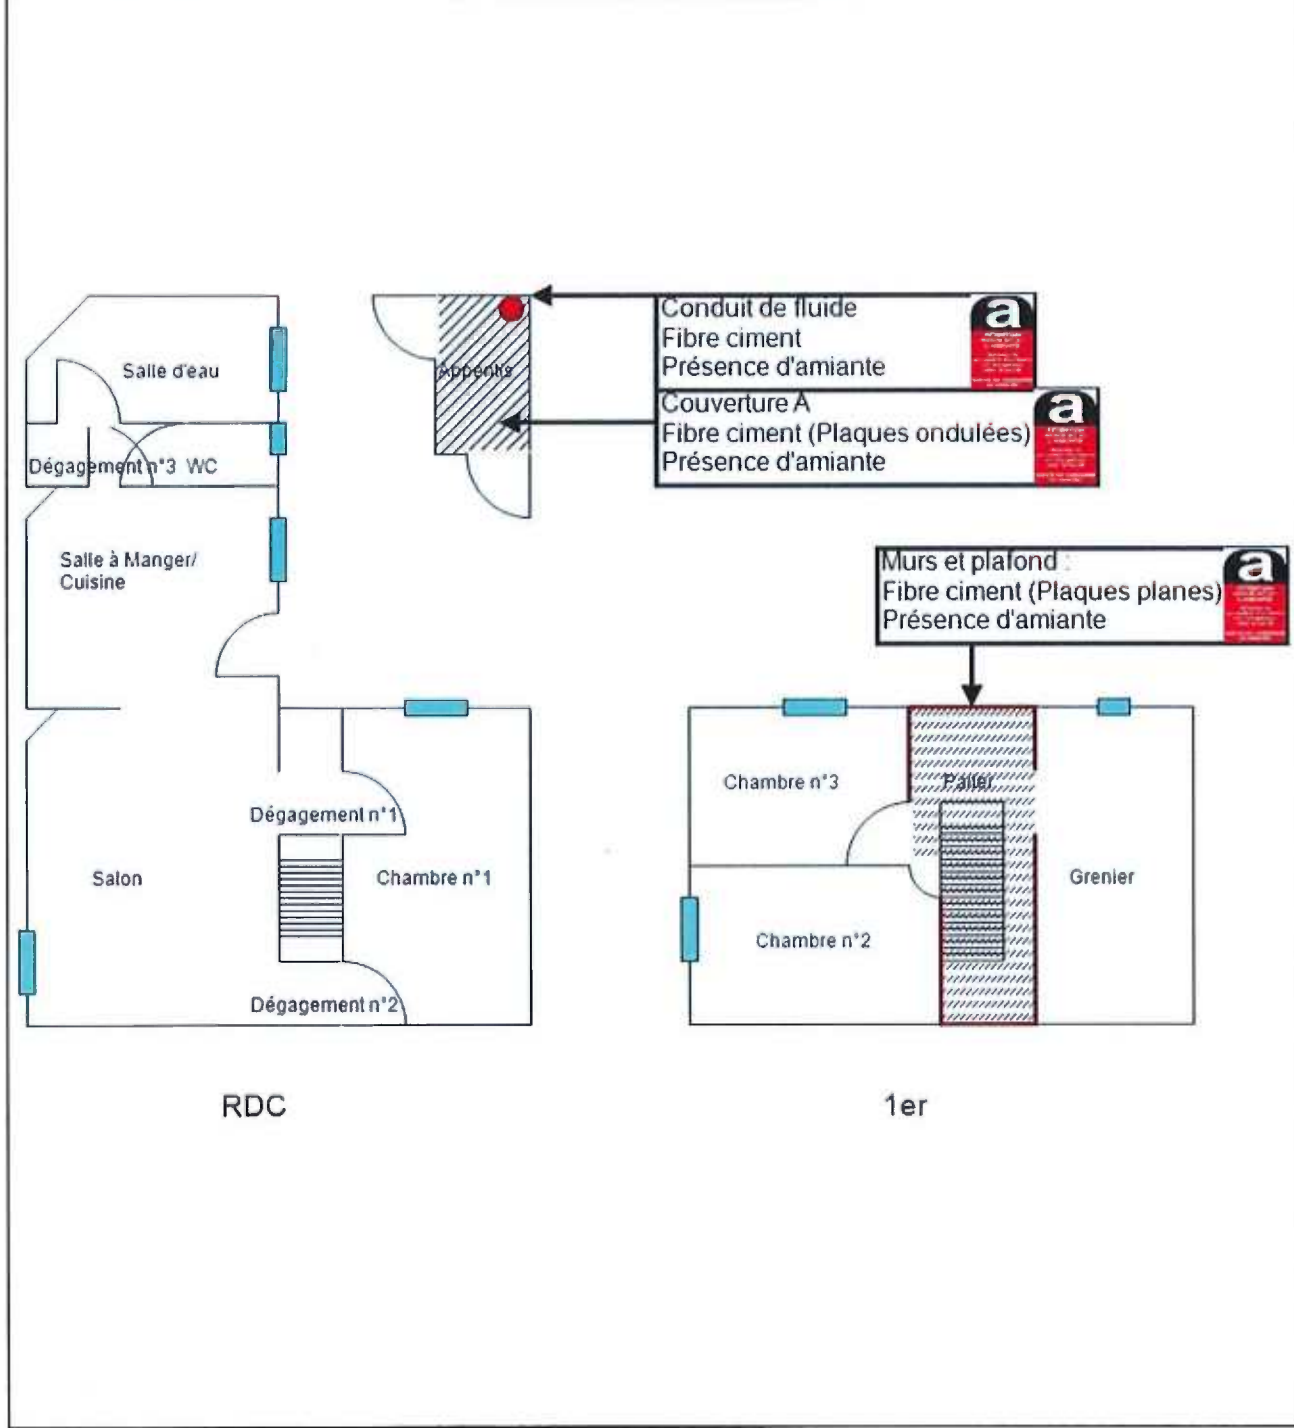 Conduit de fluide
Fibre ciment
Présence d'amiante
a
Salle d'eau
Appentis
Couverture A
Fibre ciment (Plaques ondulées)
Présence d'amiante
a
Dégagement n°3 WC
Salle à Manger/
Cuisine
Murs et plafond :
Fibre ciment (Plaques planes)
Présence d'amiante
a
Chambre n°3
Palier
Dégagement n°1
Salon
Chambre n°1
Grenier
Chambre n°2
Dégagement n°2
RDC
1er